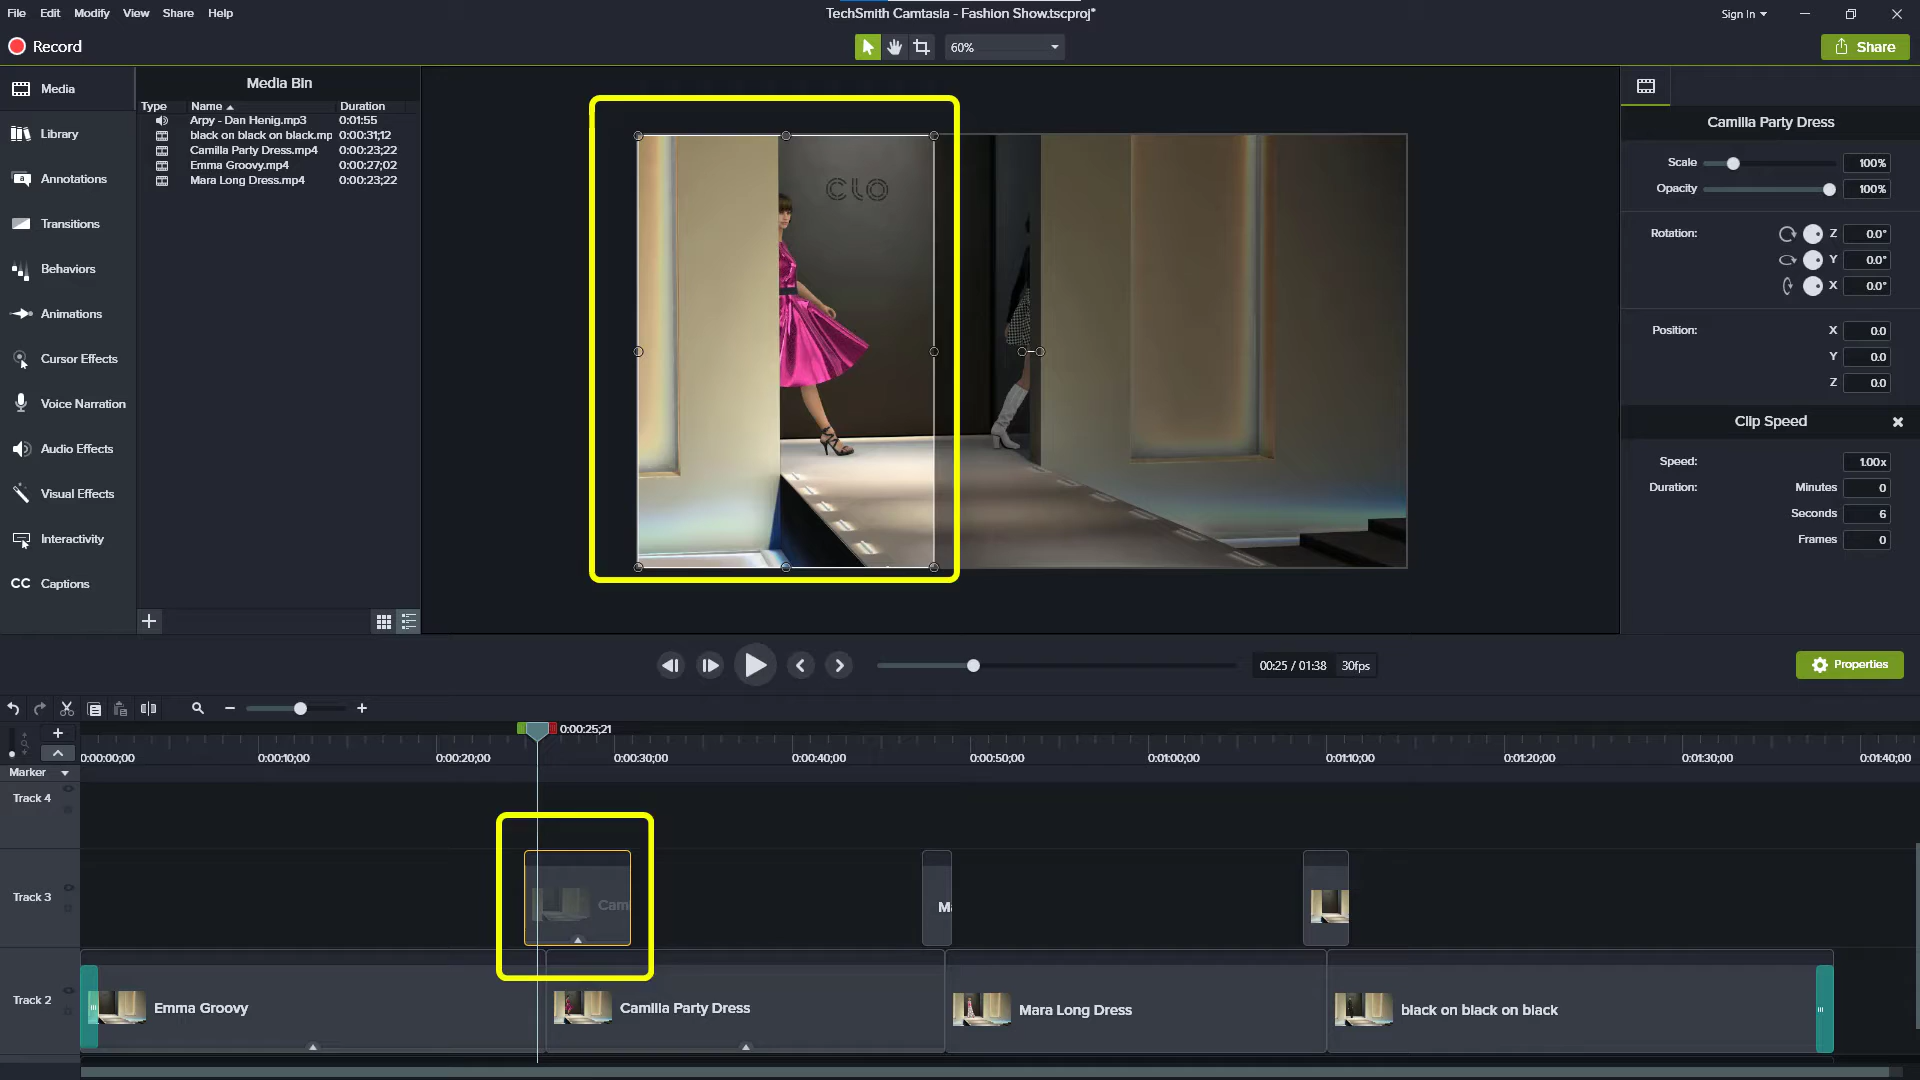 File Edit Modify View Share Help
TechSmith Camtasia - Fashion Show.tscproj*
Sign In
Record
60%
Share
Media
Library
Annotations
Transitions
Behaviors
Animations
Cursor Effects
Voice Narration
Audio Effects
Visual Effects
Interactivity
CC Captions
Media Bin
Type Name Duration
Arpy - Dan Henig.mp3 0:01:55
black on black on black.mp 0:00:31;12
Camilla Party Dress.mp4 0:00:23;22
Emma Groovy.mp4 0:00:27;02
Mara Long Dress.mp4 0:00:23;22
CLO
Camilla Party Dress
Scale 100%
Opacity 100%
Rotation: Z 0.0°
Y 0.0°
X 0.0°
Position: X 0.0
Y 0.0
Z 0.0
Clip Speed
Speed: 1.00x
Duration: Minutes 0
Seconds 6
Frames 0
00:25 / 01:38 30fps
Properties
0:00:25;21
0:00:00;00 0:00:10;00 0:00:20;00 0:00:30;00 0:00:40;00 0:00:50;00 0:01:00;00 0:01:10;00 0:01:20;00 0:01:30;00 0:01:40;00
Marker
Track 4
Track 3
Cam
Ma
Track 2
Emma Groovy
Camilla Party Dress
Mara Long Dress
black on black on black